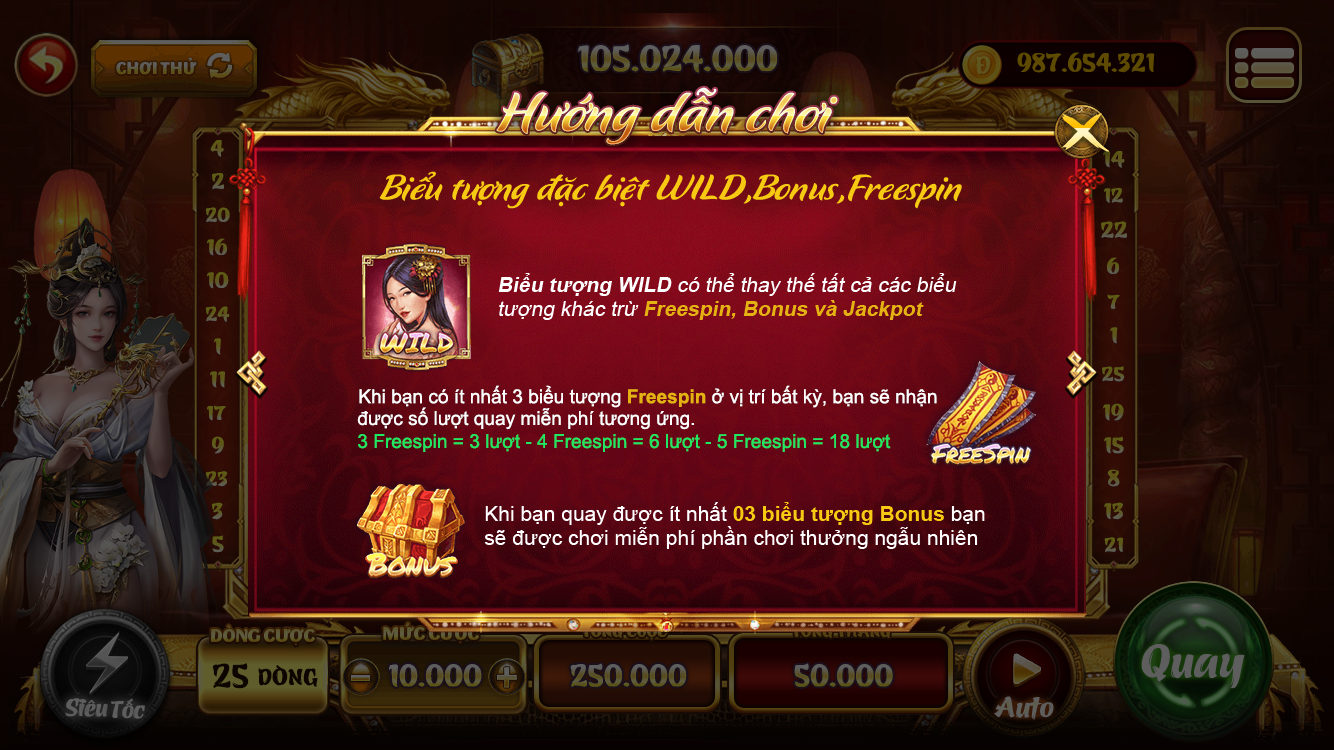 CHƠI THỬ
105.024.000
987.654.321
Hướng dẫn chơi
Biểu tượng đặc biệt WILD,Bonus,Freespin
WILD
Biểu tượng WILD có thể thay thế tất cả các biểu
tượng khác trừ Freespin, Bonus và Jackpot
Khi bạn có ít nhất 3 biểu tượng Freespin ở vị trí bất kỳ, bạn sẽ nhận
được số lượt quay miễn phí tương ứng.
3 Freespin = 3 lượt - 4 Freespin = 6 lượt - 5 Freespin = 18 lượt
FREESPIN
BONUS
Khi bạn quay được ít nhất 03 biểu tượng Bonus bạn
sẽ được chơi miễn phí phần chơi thưởng ngẫu nhiên
4
2
20
16
10
24
1
11
17
9
23
3
5
14
12
22
6
7
1
25
19
15
8
13
21
Siêu Tốc
DÒNG CƯỢC
25 DÒNG
MỨC CƯỢC
10.000
250.000
50.000
Auto
Quay